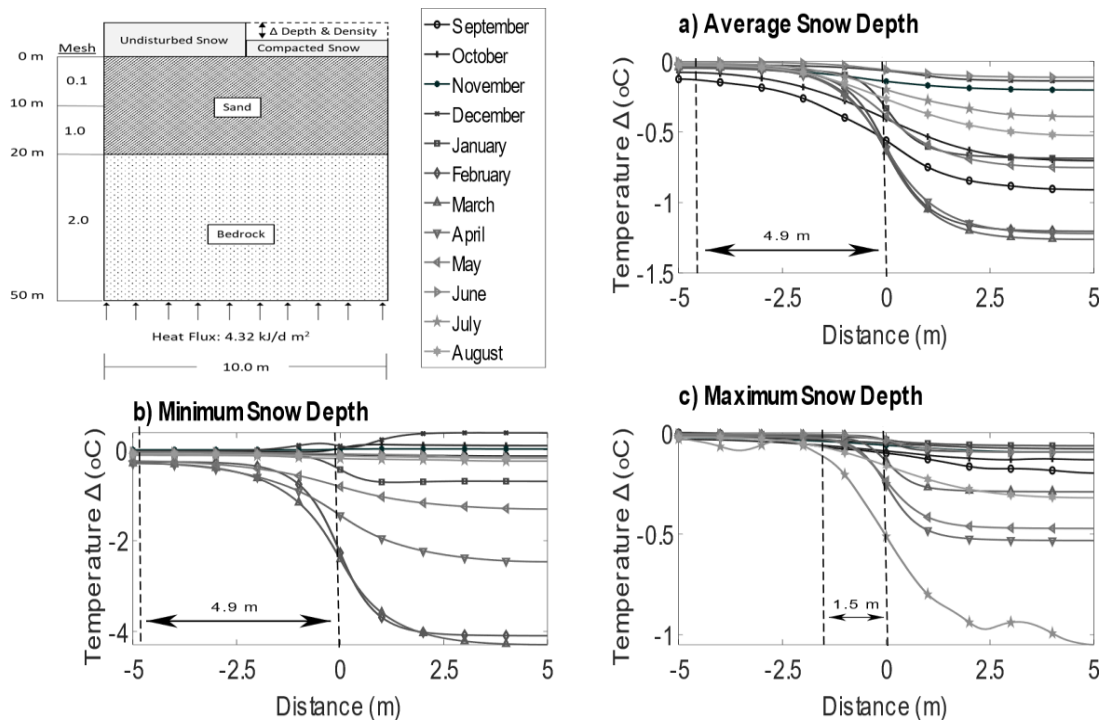 Undisturbed Snow
Δ Depth & Density
Compacted Snow
Mesh
0 m
0.1
10 m
1.0
20 m
2.0
50 m
Sand
Bedrock
Heat Flux: 4.32 kJ/d m²
10.0 m
September
October
November
December
January
February
March
April
May
June
July
August
a) Average Snow Depth
Temperature Δ (oC)
0
-0.5
-1
-1.5
4.9 m
-5
-2.5
0
2.5
5
Distance (m)
b) Minimum Snow Depth
Temperature Δ (oC)
0
-2
-4
4.9 m
-5
-2.5
0
2.5
5
Distance (m)
c) Maximum Snow Depth
Temperature Δ (oC)
0
-0.5
-1
1.5 m
-5
-2.5
0
2.5
5
Distance (m)